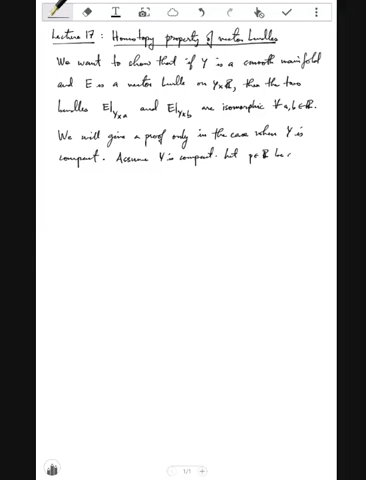 Lecture 17: Homotopy property of vector bundles
We want to show that if Y is a smooth manifold
and E is a vector bundle on Y×ℝ, then the two
bundles E|Y×a and E|Y×b are isomorphic ∀ a, b ∈ ℝ.
We will give a proof only in the case when Y is
compact. Assume Y is compact. Let p ∈ ℝ be
1/1